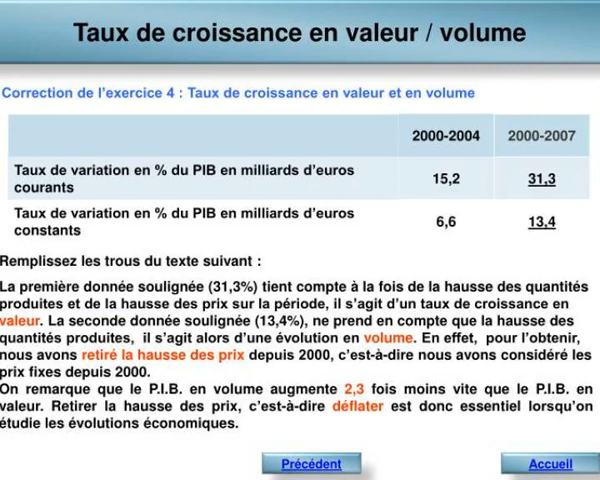 Taux de croissance en valeur / volume
Correction de l’exercice 4 : Taux de croissance en valeur et en volume
2000-2004 2000-2007
Taux de variation en % du PIB en milliards d’euros
courants
15,2 31,3
Taux de variation en % du PIB en milliards d’euros
constants
6,6 13,4
Remplissez les trous du texte suivant :
La première donnée soulignée (31,3%) tient compte à la fois de la hausse des quantités
produites et de la hausse des prix sur la période, il s’agit d’un taux de croissance en
valeur. La seconde donnée soulignée (13,4%), ne prend en compte que la hausse des
quantités produites, il s’agit alors d’une évolution en volume. En effet, pour l’obtenir,
nous avons retiré la hausse des prix depuis 2000, c’est-à-dire nous avons considéré les
prix fixes depuis 2000.
On remarque que le P.I.B. en volume augmente 2,3 fois moins vite que le P.I.B. en
valeur. Retirer la hausse des prix, c’est-à-dire déflater est donc essentiel lorsqu’on
étudie les évolutions économiques.
Précédent Accueil